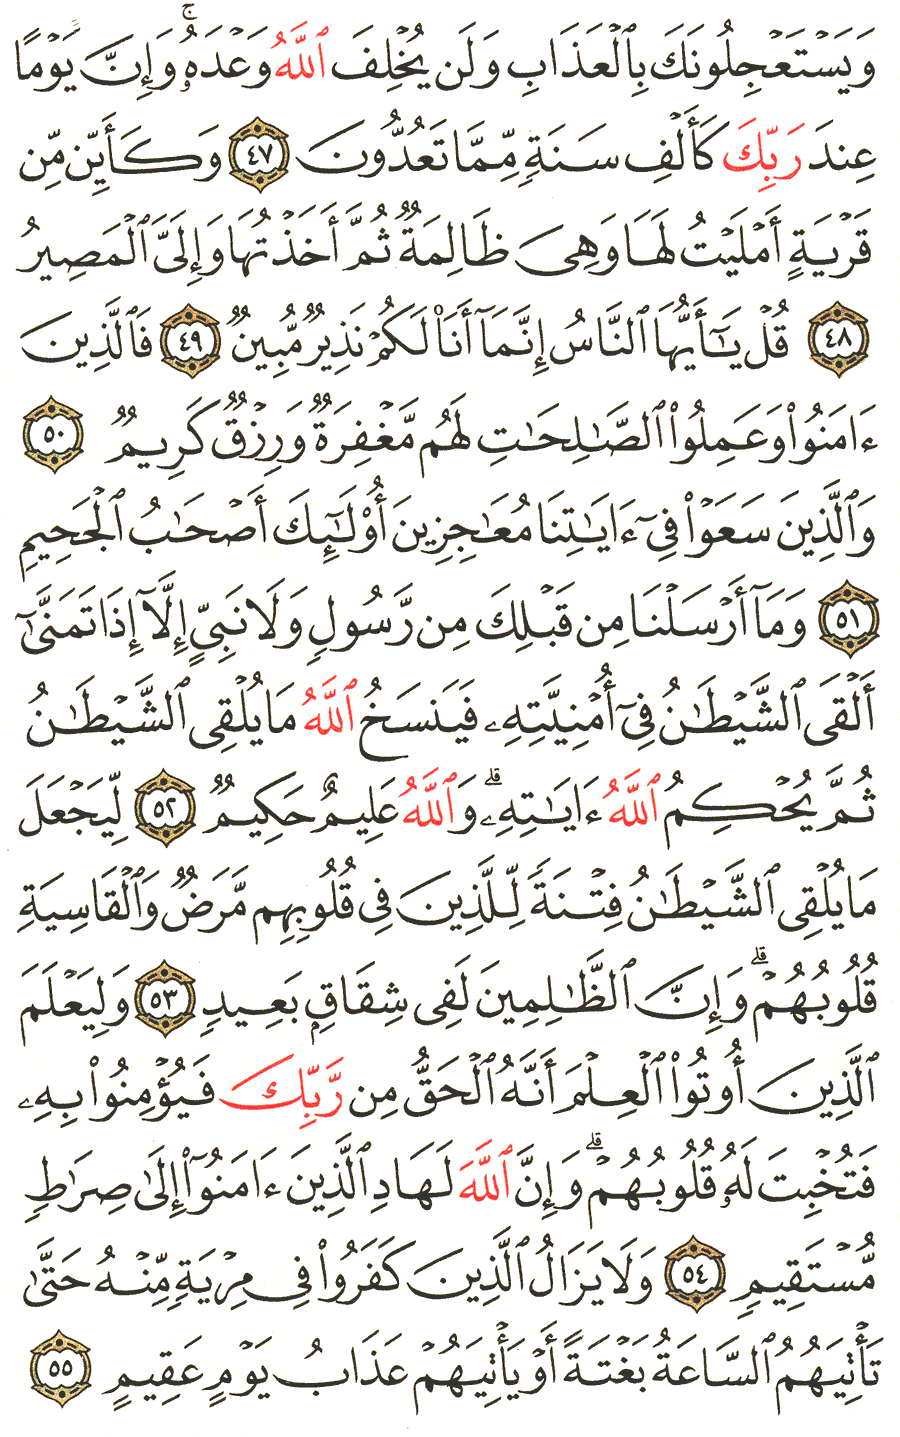 وَيَسْتَعْجِلُونَكَ بِٱلْعَذَابِ وَلَن يُخْلِفَ ٱللَّهُ وَعْدَهُۥۚ وَإِنَّ يَوْمًا
عِندَ رَبِّكَ كَأَلْفِ سَنَةٍ مِّمَّا تَعُدُّونَ ٤٧ وَكَأَيِّن مِّن
قَرْيَةٍ أَمْلَيْتُ لَهَا وَهِىَ ظَالِمَةٌ ثُمَّ أَخَذْتُهَا وَإِلَىَّ ٱلْمَصِيرُ
٤٨ قُلْ يَٰٓأَيُّهَا ٱلنَّاسُ إِنَّمَآ أَنَا۠ لَكُمْ نَذِيرٌ مُّبِينٌ ٤٩ فَٱلَّذِينَ
ءَامَنُوا۟ وَعَمِلُوا۟ ٱلصَّٰلِحَٰتِ لَهُم مَّغْفِرَةٌ وَرِزْقٌ كَرِيمٌ ٥٠
وَٱلَّذِينَ سَعَوْا۟ فِىٓ ءَايَٰتِنَا مُعَٰجِزِينَ أُو۟لَٰٓئِكَ أَصْحَٰبُ ٱلْجَحِيمِ
٥١ وَمَآ أَرْسَلْنَا مِن قَبْلِكَ مِن رَّسُولٍ وَلَا نَبِىٍّ إِلَّآ إِذَا تَمَنَّىٰٓ
أَلْقَى ٱلشَّيْطَٰنُ فِىٓ أُمْنِيَّتِهِۦ فَيَنسَخُ ٱللَّهُ مَا يُلْقِى ٱلشَّيْطَٰنُ
ثُمَّ يُحْكِمُ ٱللَّهُ ءَايَٰتِهِۦۗ وَٱللَّهُ عَلِيمٌ حَكِيمٌ ٥٢ لِّيَجْعَلَ
مَا يُلْقِى ٱلشَّيْطَٰنُ فِتْنَةً لِّلَّذِينَ فِى قُلُوبِهِم مَّرَضٌ وَٱلْقَاسِيَةِ
قُلُوبُهُمْۗ وَإِنَّ ٱلظَّٰلِمِينَ لَفِى شِقَاقٍۭ بَعِيدٍ ٥٣ وَلِيَعْلَمَ
ٱلَّذِينَ أُوتُوا۟ ٱلْعِلْمَ أَنَّهُ ٱلْحَقُّ مِن رَّبِّكَ فَيُؤْمِنُوا۟ بِهِۦ
فَتُخْبِتَ لَهُۥ قُلُوبُهُمْۗ وَإِنَّ ٱللَّهَ لَهَادِ ٱلَّذِينَ ءَامَنُوٓا۟ إِلَىٰ صِرَٰطٍ
مُّسْتَقِيمٍ ٥٤ وَلَا يَزَالُ ٱلَّذِينَ كَفَرُوا۟ فِى مِرْيَةٍ مِّنْهُ حَتَّىٰ
تَأْتِيَهُمُ ٱلسَّاعَةُ بَغْتَةً أَوْ يَأْتِيَهُمْ عَذَابُ يَوْمٍ عَقِيمٍ ٥٥